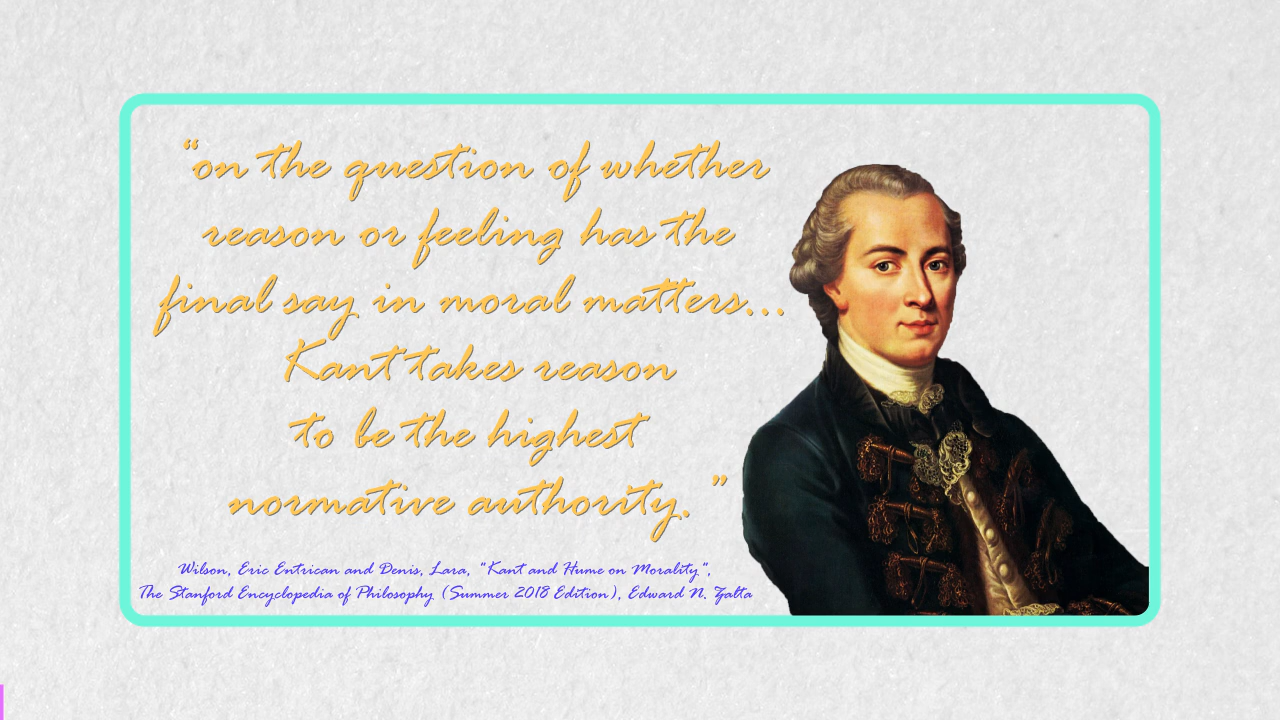 “on the question of whether
reason or feeling has the
final say in moral matters...
Kant takes reason
to be the highest
normative authority.”
Wilson, Eric Entrican and Denis, Lara, "Kant and Hume on Morality",
The Stanford Encyclopedia of Philosophy (Summer 2018 Edition), Edward N. Zalta